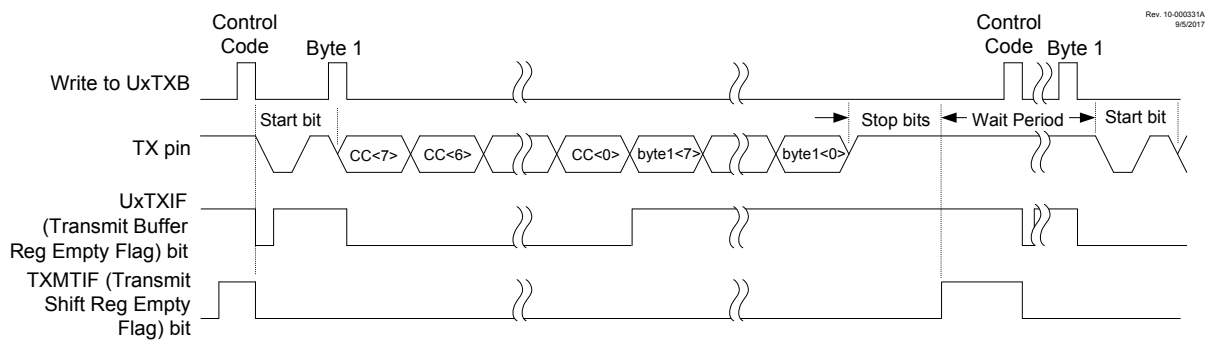 Rev. 10-000331A
9/5/2017
Control
Code
Byte 1
Control
Code
Byte 1
Write to UxTXB
Start bit
Stop bits
Wait Period
Start bit
TX pin
CC<7>
CC<6>
CC<0>
byte1<7>
byte1<0>
UxTXIF
(Transmit Buffer
Reg Empty Flag) bit
TXMTIF (Transmit
Shift Reg Empty
Flag) bit